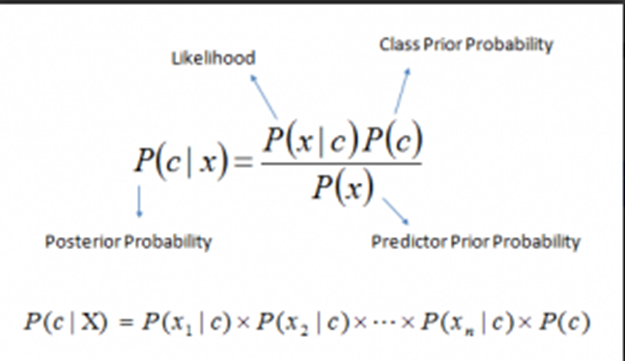 Likelihood
Class Prior Probability
P(c | x) = P(x | c)P(c) / P(x)
Posterior Probability
Predictor Prior Probability
P(c | X) = P(x₁ | c) × P(x₂ | c) × ··· × P(xₙ | c) × P(c)